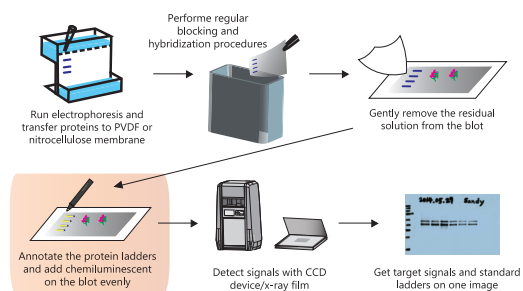 Performe regular
blocking and
hybridization procedures
Run electrophoresis and
transfer proteins to PVDF or
nitrocellulose membrane
Gently remove the residual
solution from the blot
Annotate the protein ladders
and add chemiluminescent
on the blot evenly
Detect signals with CCD
device/x-ray film
2014.05.29 Sandy
Get target signals and standard
ladders on one image